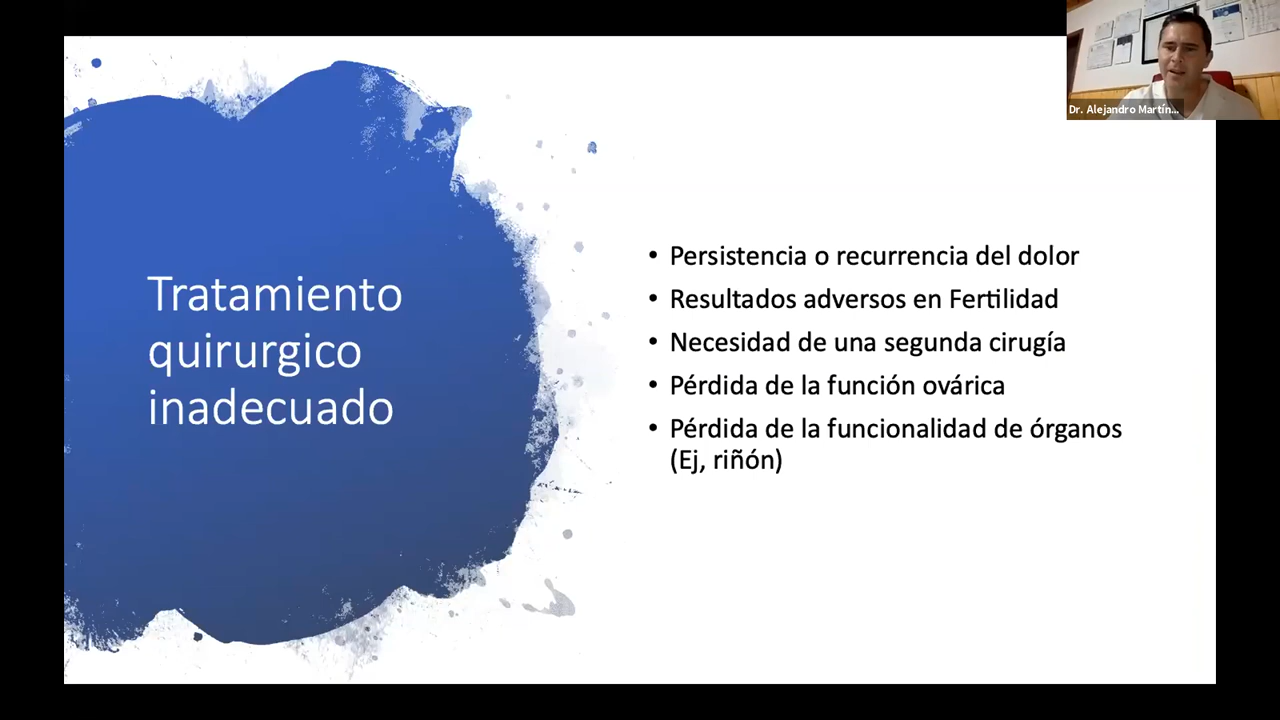 Dr. Alejandro Martín...
Tratamiento
quirurgico
inadecuado
• Persistencia o recurrencia del dolor
• Resultados adversos en Fertilidad
• Necesidad de una segunda cirugía
• Pérdida de la función ovárica
• Pérdida de la funcionalidad de órganos
(Ej, riñón)